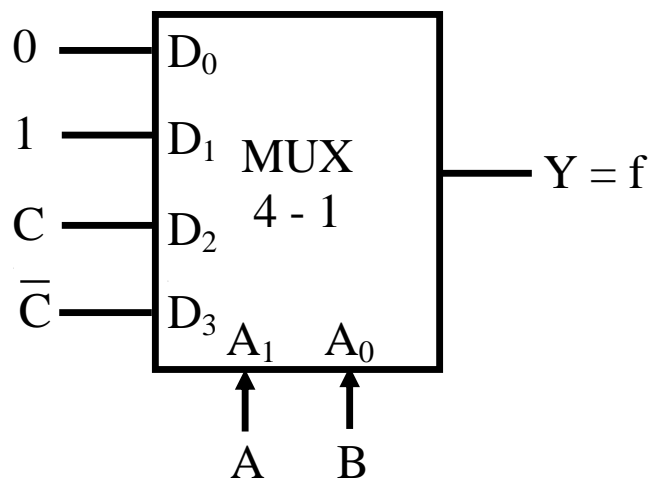 0 D₀
1 D₁
MUX
4 - 1
Y = f
C D₂
C̅ D₃
A₁ A₀
A B